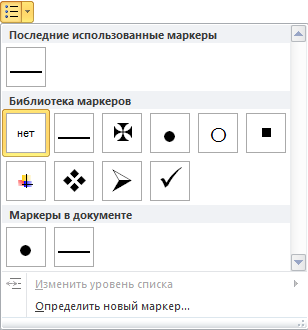 Последние использованные маркеры
Библиотека маркеров
нет
Маркеры в документе
Изменить уровень списка
Определить новый маркер...